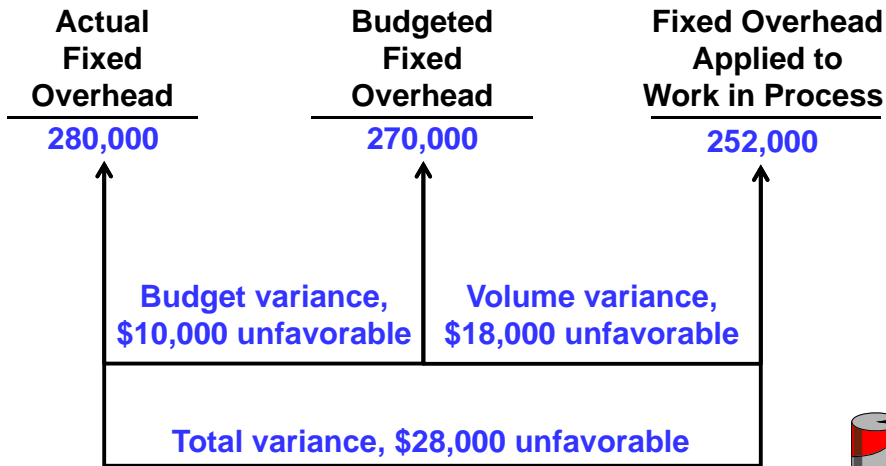 Actual
Fixed
Overhead
280,000
Budgeted
Fixed
Overhead
270,000
Fixed Overhead
Applied to
Work in Process
252,000
Budget variance,
$10,000 unfavorable
Volume variance,
$18,000 unfavorable
Total variance, $28,000 unfavorable